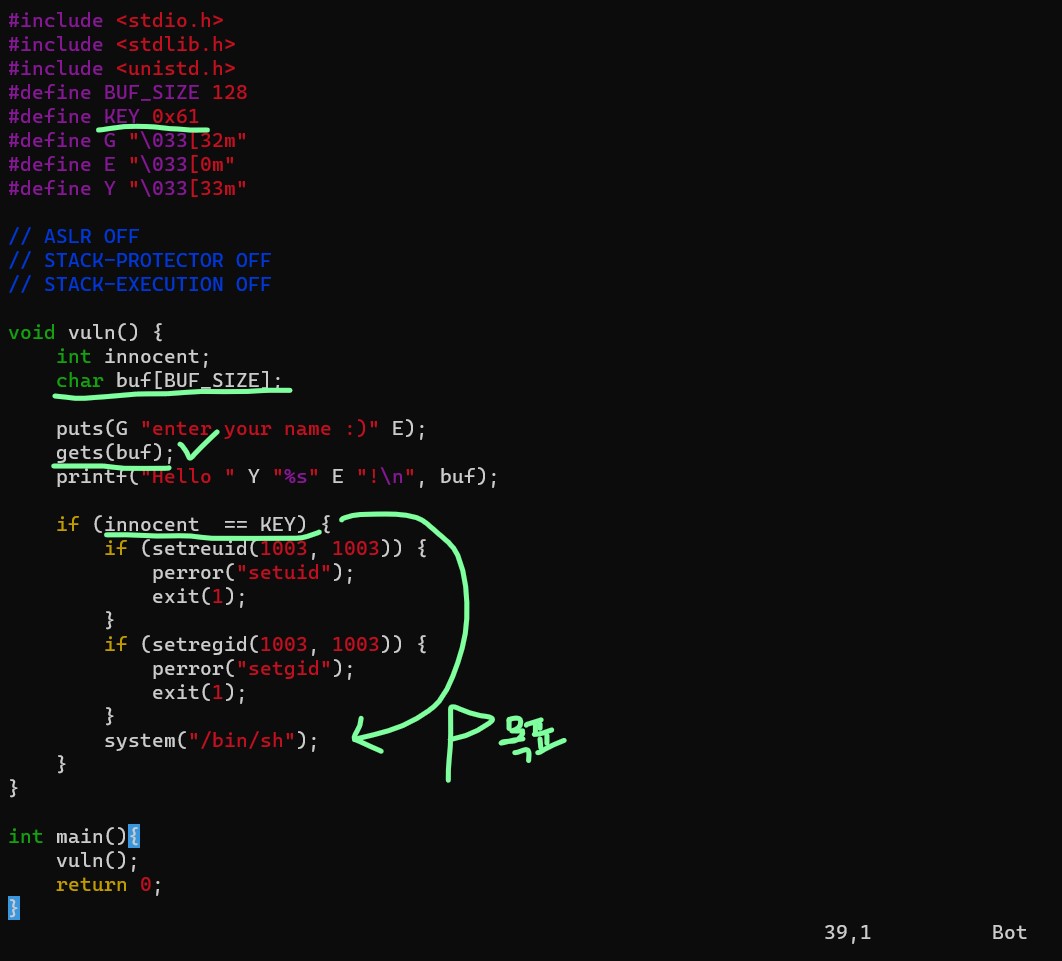 #include <stdio.h>
#include <stdlib.h>
#include <unistd.h>
#define BUF_SIZE 128
#define KEY 0x61
#define G "\033[32m"
#define E "\033[0m"
#define Y "\033[33m"
// ASLR OFF
// STACK-PROTECTOR OFF
// STACK-EXECUTION OFF
void vuln() {
    int innocent;
    char buf[BUF_SIZE];
    puts(G "enter your name :)" E);
    gets(buf);
    printf("Hello " Y "%s" E "!\n", buf);
    if (innocent  == KEY) {
        if (setreuid(1003, 1003)) {
            perror("setuid");
            exit(1);
        }
        if (setregid(1003, 1003)) {
            perror("setgid");
            exit(1);
        }
        system("/bin/sh");
목표
    }
}
int main(){
    vuln();
    return 0;
}
39,1 Bot